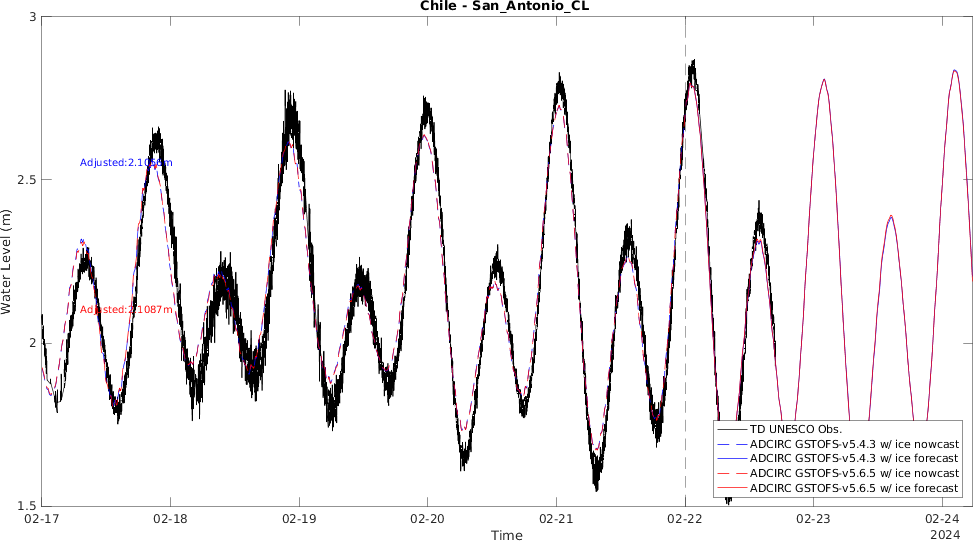 Chile - San_Antonio_CL
3
2.5
2
1.5
Water Level (m)
Adjusted:2.1087m
TD UNESCO Obs.
ADCIRC GSTOFS-v5.4.3 w/ ice nowcast
ADCIRC GSTOFS-v5.4.3 w/ ice forecast
ADCIRC GSTOFS-v5.6.5 w/ ice nowcast
ADCIRC GSTOFS-v5.6.5 w/ ice forecast
02-17 02-18 02-19 02-20 02-21 02-22 02-23 02-24
2024
Time